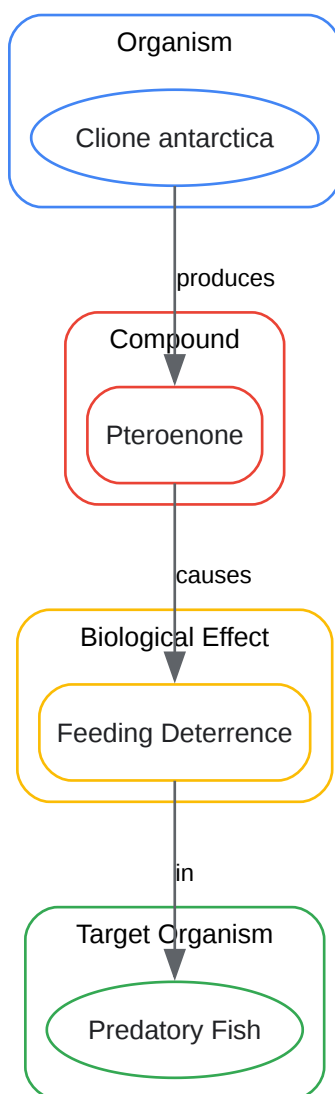 Organism
Clione antarctica
produces
Compound
Pteroenone
causes
Biological Effect
Feeding Deterrence
in
Target Organism
Predatory Fish